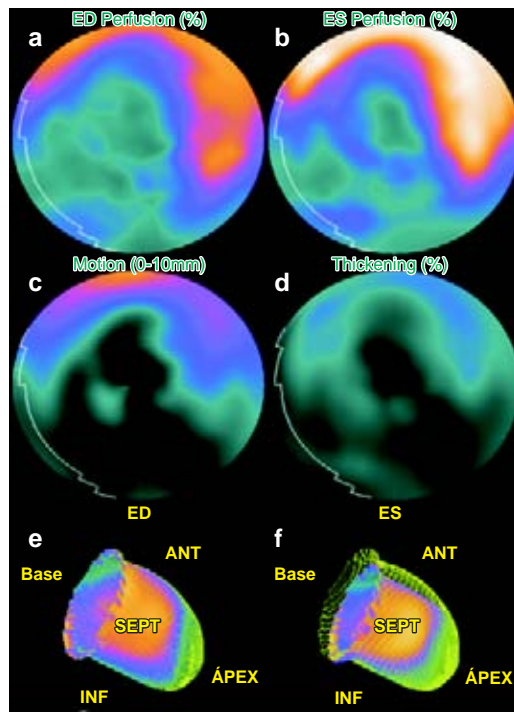 ED Perfusion (%)
ES Perfusion (%)
a
b
Motion (0-10mm)
Thickening (%)
c
d
ED
ES
e
f
ANT
ANT
Base
Base
SEPT
SEPT
ÁPEX
ÁPEX
INF
INF